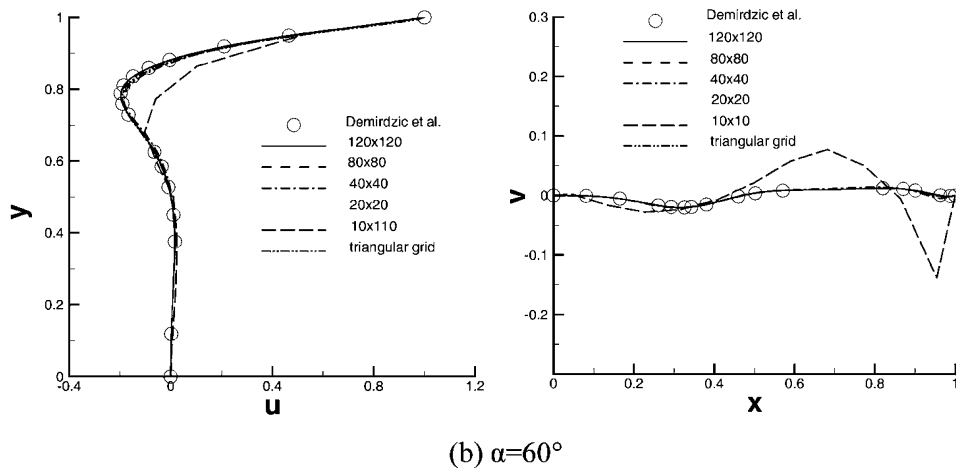 1
0.8
0.6
0.4
0.2
0
-0.4
0
0.4
0.8
1.2
y
u
Demirdzic et al.
120x120
80x80
40x40
20x20
10x110
triangular grid
0.3
0.2
0.1
0
-0.1
-0.2
0
0.2
0.4
0.6
0.8
1
v
x
Demirdzic et al.
120x120
80x80
40x40
20x20
10x10
triangular grid
(b) α=60°